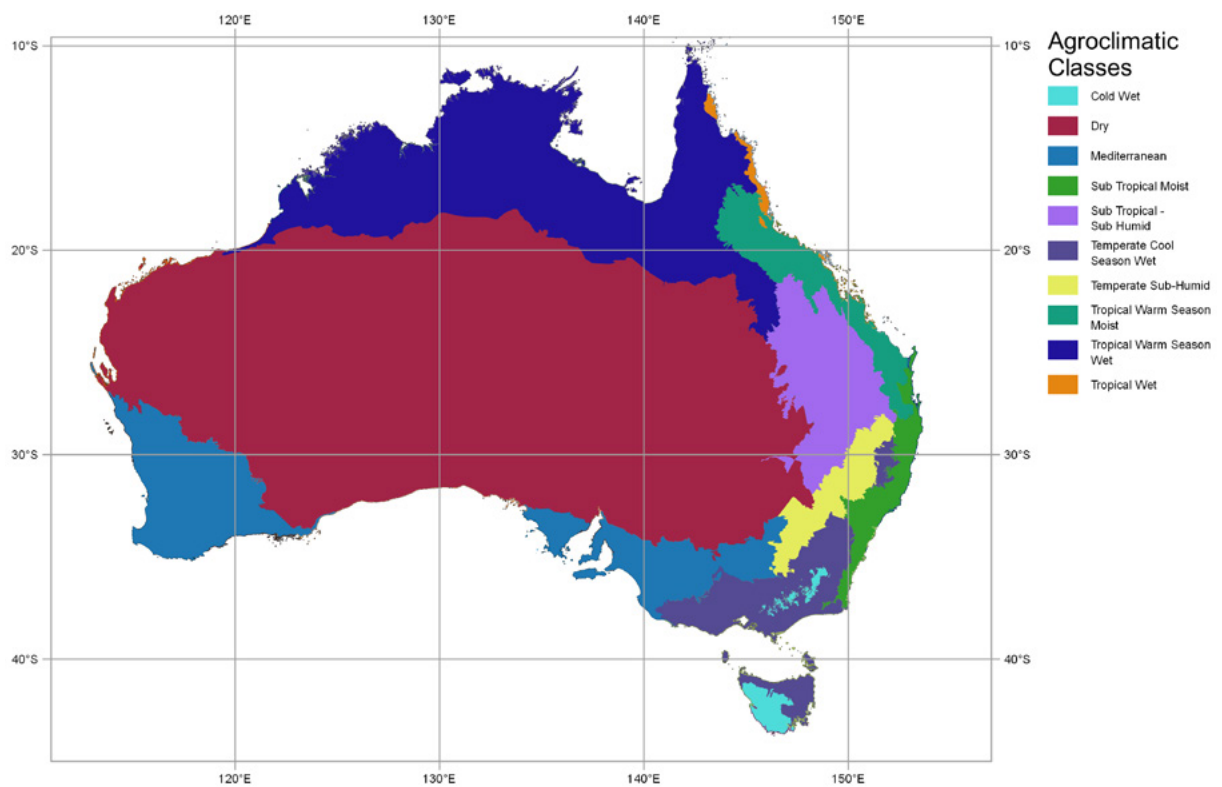 120°E 130°E 140°E 150°E
10°S 10°S
20°S 20°S
30°S 30°S
40°S 40°S
120°E 130°E 140°E 150°E
Agroclimatic
Classes
Cold Wet
Dry
Mediterranean
Sub Tropical Moist
Sub Tropical -
Sub Humid
Temperate Cool
Season Wet
Temperate Sub-Humid
Tropical Warm Season
Moist
Tropical Warm Season
Wet
Tropical Wet